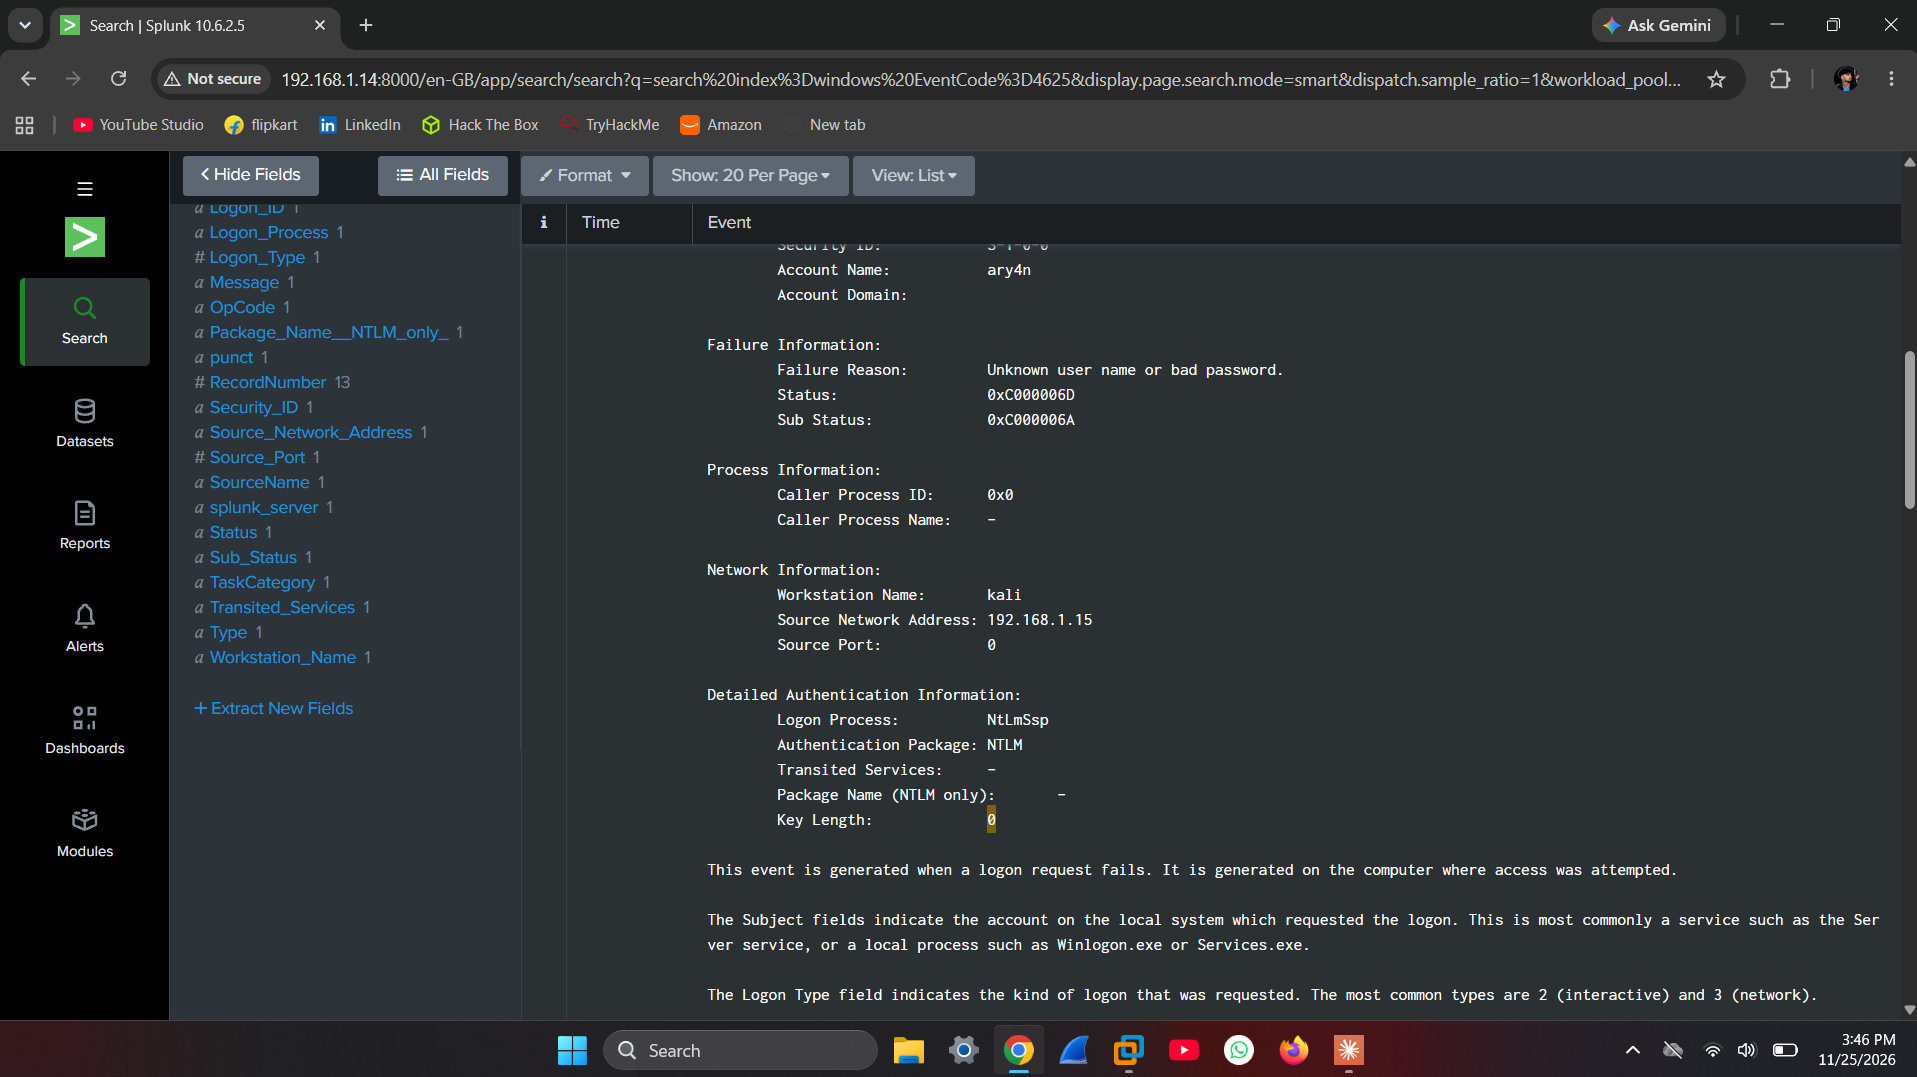 Search | Splunk 10.6.2.5
Ask Gemini
Not secure
192.168.1.14:8000/en-GB/app/search/search?q=search%20index%3Dwindows%20EventCode%3D4625&display.page.search.mode=smart&dispatch.sample_ratio=1&workload_pool...
YouTube Studio
flipkart
LinkedIn
Hack The Box
TryHackMe
Amazon
New tab
Search
Datasets
Reports
Alerts
Dashboards
Modules
Hide Fields
All Fields
a Logon_ID 1
a Logon_Process 1
# Logon_Type 1
a Message 1
a OpCode 1
a Package_Name__NTLM_only_ 1
a punct 1
# RecordNumber 13
a Security_ID 1
a Source_Network_Address 1
# Source_Port 1
a SourceName 1
a splunk_server 1
a Status 1
a Sub_Status 1
a TaskCategory 1
a Transited_Services 1
a Type 1
a Workstation_Name 1
+ Extract New Fields
Format
Show: 20 Per Page
View: List
i Time Event
Security ID: S-1-0-0
Account Name: ary4n
Account Domain:
Failure Information:
Failure Reason: Unknown user name or bad password.
Status: 0xC000006D
Sub Status: 0xC000006A
Process Information:
Caller Process ID: 0x0
Caller Process Name: -
Network Information:
Workstation Name: kali
Source Network Address: 192.168.1.15
Source Port: 0
Detailed Authentication Information:
Logon Process: NtLmSsp
Authentication Package: NTLM
Transited Services: -
Package Name (NTLM only): -
Key Length: 0
This event is generated when a logon request fails. It is generated on the computer where access was attempted.
The Subject fields indicate the account on the local system which requested the logon. This is most commonly a service such as the Ser
ver service, or a local process such as Winlogon.exe or Services.exe.
The Logon Type field indicates the kind of logon that was requested. The most common types are 2 (interactive) and 3 (network).
Search
3:46 PM
11/25/2026